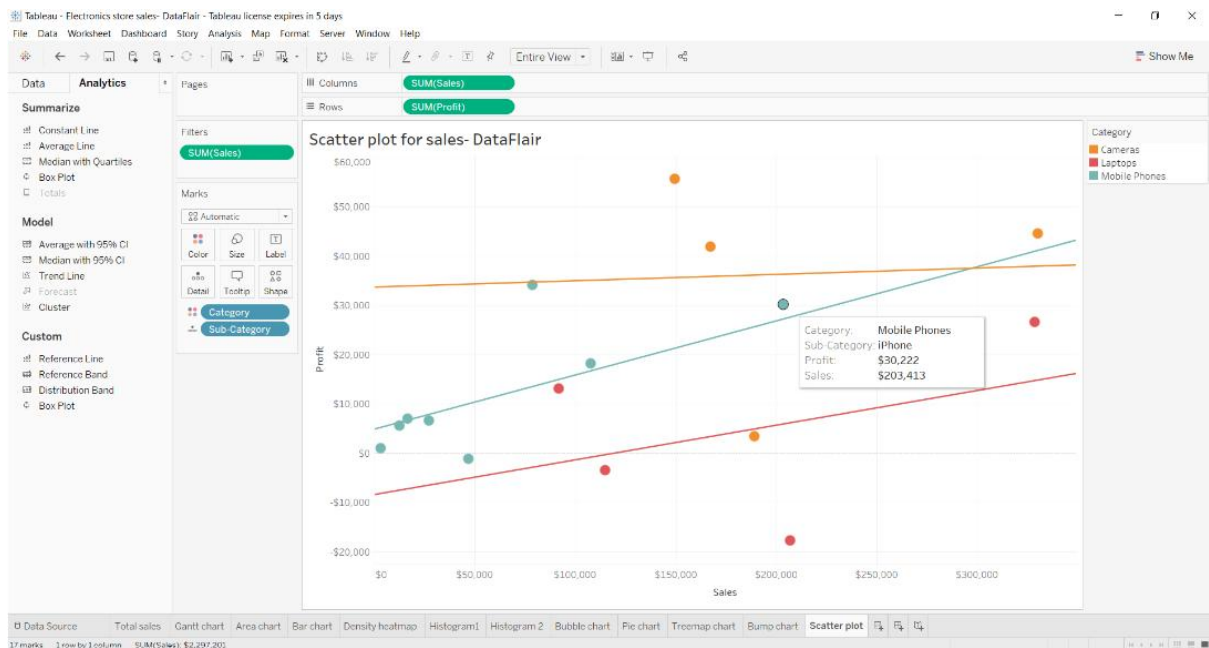 Tableau - Electronics store sales- DataFlair - Tableau license expires in 5 days
File Data Worksheet Dashboard Story Analysis Map Format Server Window Help
Entire View
Show Me
Data Analytics
Summarize
Constant Line
Average Line
Median with Quartiles
Box Plot
Totals
Model
Average with 95% CI
Median with 95% CI
Trend Line
Forecast
Cluster
Custom
Reference Line
Reference Band
Distribution Band
Box Plot
Pages
Filters
SUM(Sales)
Marks
Automatic
Color Size Label
Detail Tooltip Shape
Category
Sub-Category
Columns SUM(Sales)
Rows SUM(Profit)
Scatter plot for sales- DataFlair
$60,000
$50,000
$40,000
$30,000
$20,000
$10,000
$0
-$10,000
-$20,000
Profit
Category: Mobile Phones
Sub-Category: iPhone
Profit: $30,222
Sales: $203,413
$0 $50,000 $100,000 $150,000 $200,000 $250,000 $300,000
Sales
Category
Cameras
Laptops
Mobile Phones
Data Source Total sales Gantt chart Area chart Bar chart Density heatmap Histogram1 Histogram 2 Bubble chart Pie chart Treemap chart Bump chart Scatter plot
17 marks 1 row by 1 column SUM(Sales): $2,297,201